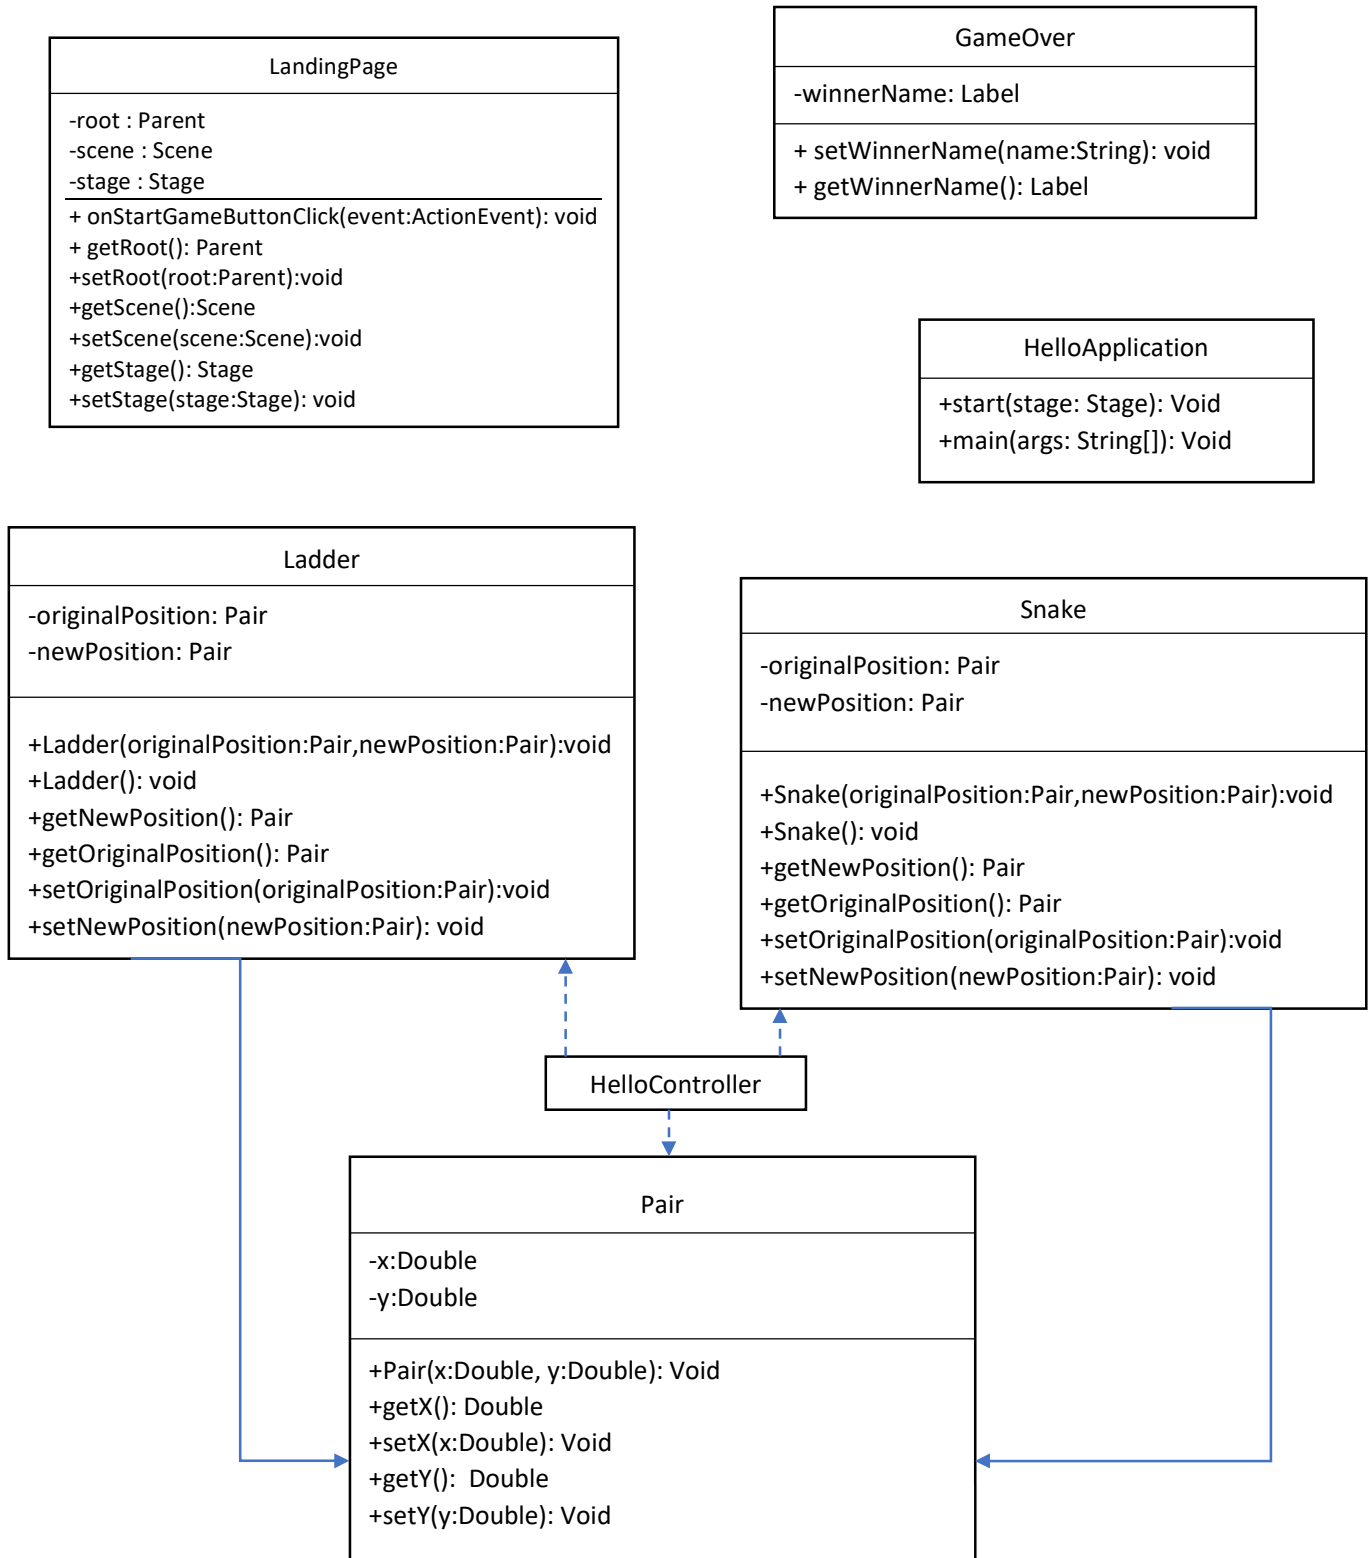 LandingPage
-root : Parent
-scene : Scene
-stage : Stage
+ onStartGameButtonClick(event:ActionEvent): void
+ getRoot(): Parent
+setRoot(root:Parent):void
+getScene():Scene
+setScene(scene:Scene):void
+getStage(): Stage
+setStage(stage:Stage): void
GameOver
-winnerName: Label
+ setWinnerName(name:String): void
+ getWinnerName(): Label
HelloApplication
+start(stage: Stage): Void
+main(args: String[]): Void
Ladder
-originalPosition: Pair
-newPosition: Pair
+Ladder(originalPosition:Pair,newPosition:Pair):void
+Ladder(): void
+getNewPosition(): Pair
+getOriginalPosition(): Pair
+setOriginalPosition(originalPosition:Pair):void
+setNewPosition(newPosition:Pair): void
Snake
-originalPosition: Pair
-newPosition: Pair
+Snake(originalPosition:Pair,newPosition:Pair):void
+Snake(): void
+getNewPosition(): Pair
+getOriginalPosition(): Pair
+setOriginalPosition(originalPosition:Pair):void
+setNewPosition(newPosition:Pair): void
HelloController
Pair
-x:Double
-y:Double
+Pair(x:Double, y:Double): Void
+getX(): Double
+setX(x:Double): Void
+getY():  Double
+setY(y:Double): Void